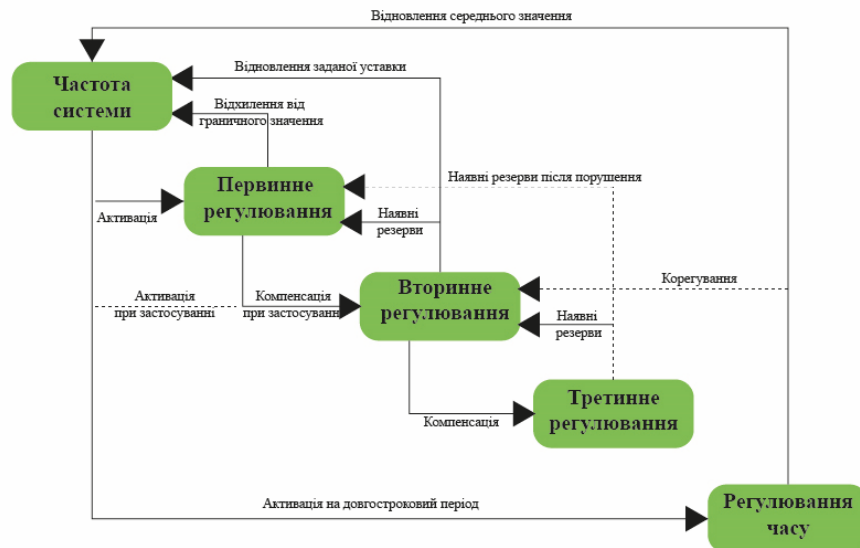 Відновлення середнього значення
Частота
системи
Відновлення заданої уставки
Відхилення від
граничного значення
Первинне
регулювання
Наявні резерви після порушення
Активація
Наявні
резерви
Вторинне
регулювання
Корегування
Активація
при застосуванні
Компенсація
при застосуванн
Наявні
резерви
Третинне
регулювання
Компенсація
Активація на довгостроковий період
Регулювання
часу